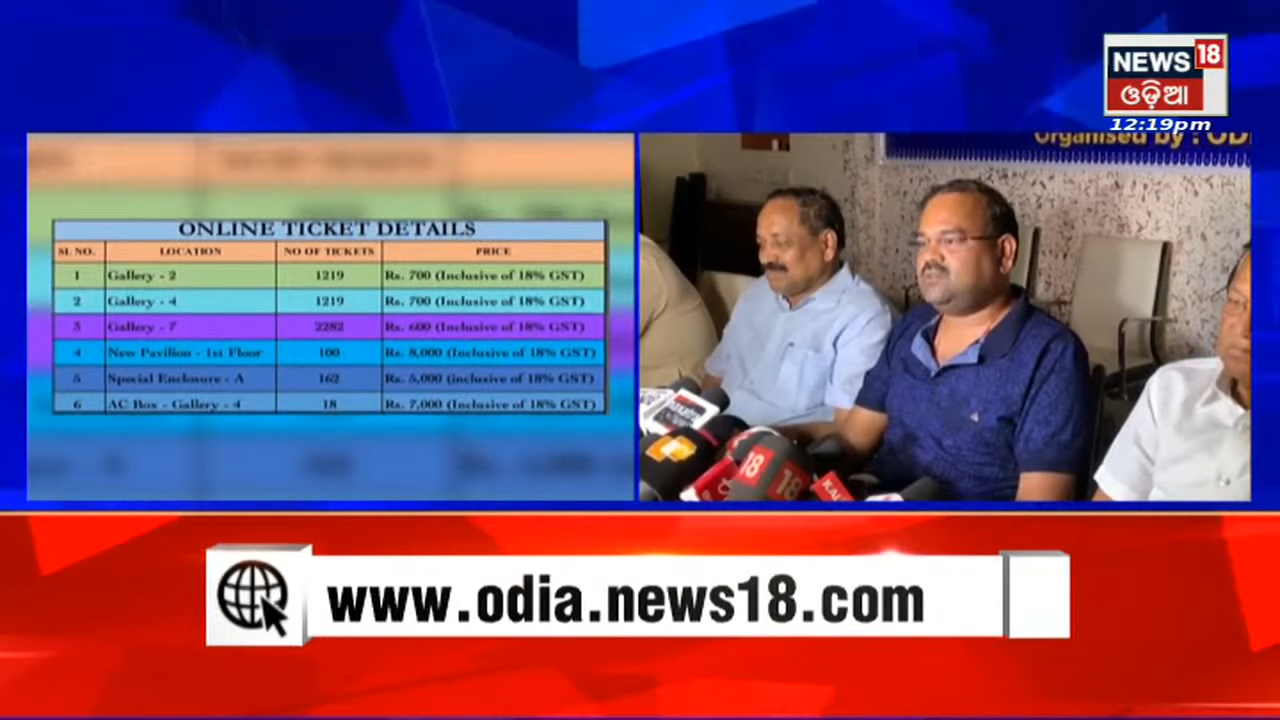 NEWS 18
ଓଡ଼ିଆ
12:19pm
Organised by : OD
ONLINE TICKET DETAILS
SL NO. LOCATION NO OF TICKETS PRICE
1 Gallery - 2 1219 Rs. 700 (Inclusive of 18% GST)
2 Gallery - 4 1219 Rs. 700 (Inclusive of 18% GST)
3 Gallery - 7 2282 Rs. 600 (Inclusive of 18% GST)
4 New Pavilion - 1st Floor 100 Rs. 8,000 (Inclusive of 18% GST)
5 Special Enclosure - A 162 Rs. 5,000 (inclusive of 18% GST)
6 AC Box - Gallery - 4 18 Rs. 7,000 (Inclusive of 18% GST)
18 18
www.odia.news18.com